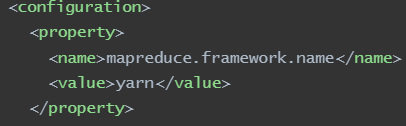 <configuration>
<property>
<name>mapreduce.framework.name</name>
<value>yarn</value>
</property>